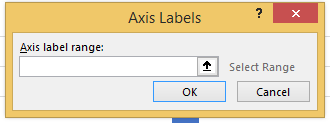 Axis Labels
? x
Axis label range:
Select Range
OK Cancel